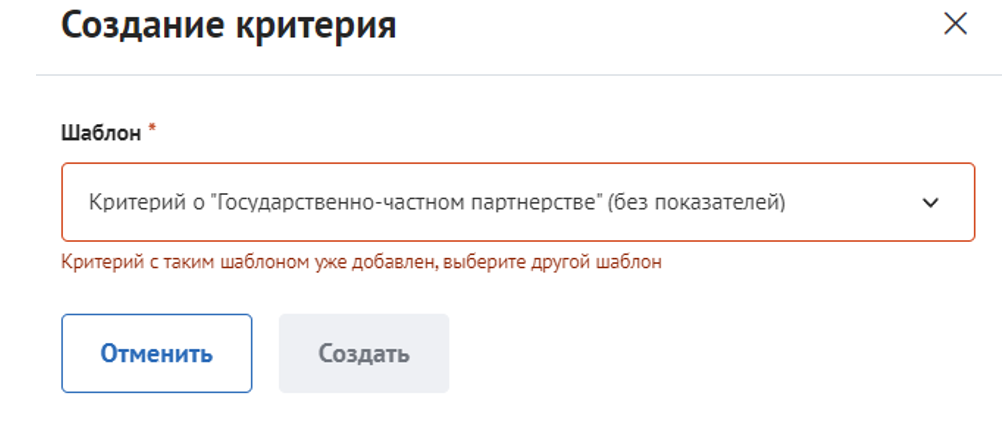 Создание критерия
Шаблон *
Критерий о "Государственно-частном партнерстве" (без показателей)
Критерий с таким шаблоном уже добавлен, выберите другой шаблон
Отменить Создать